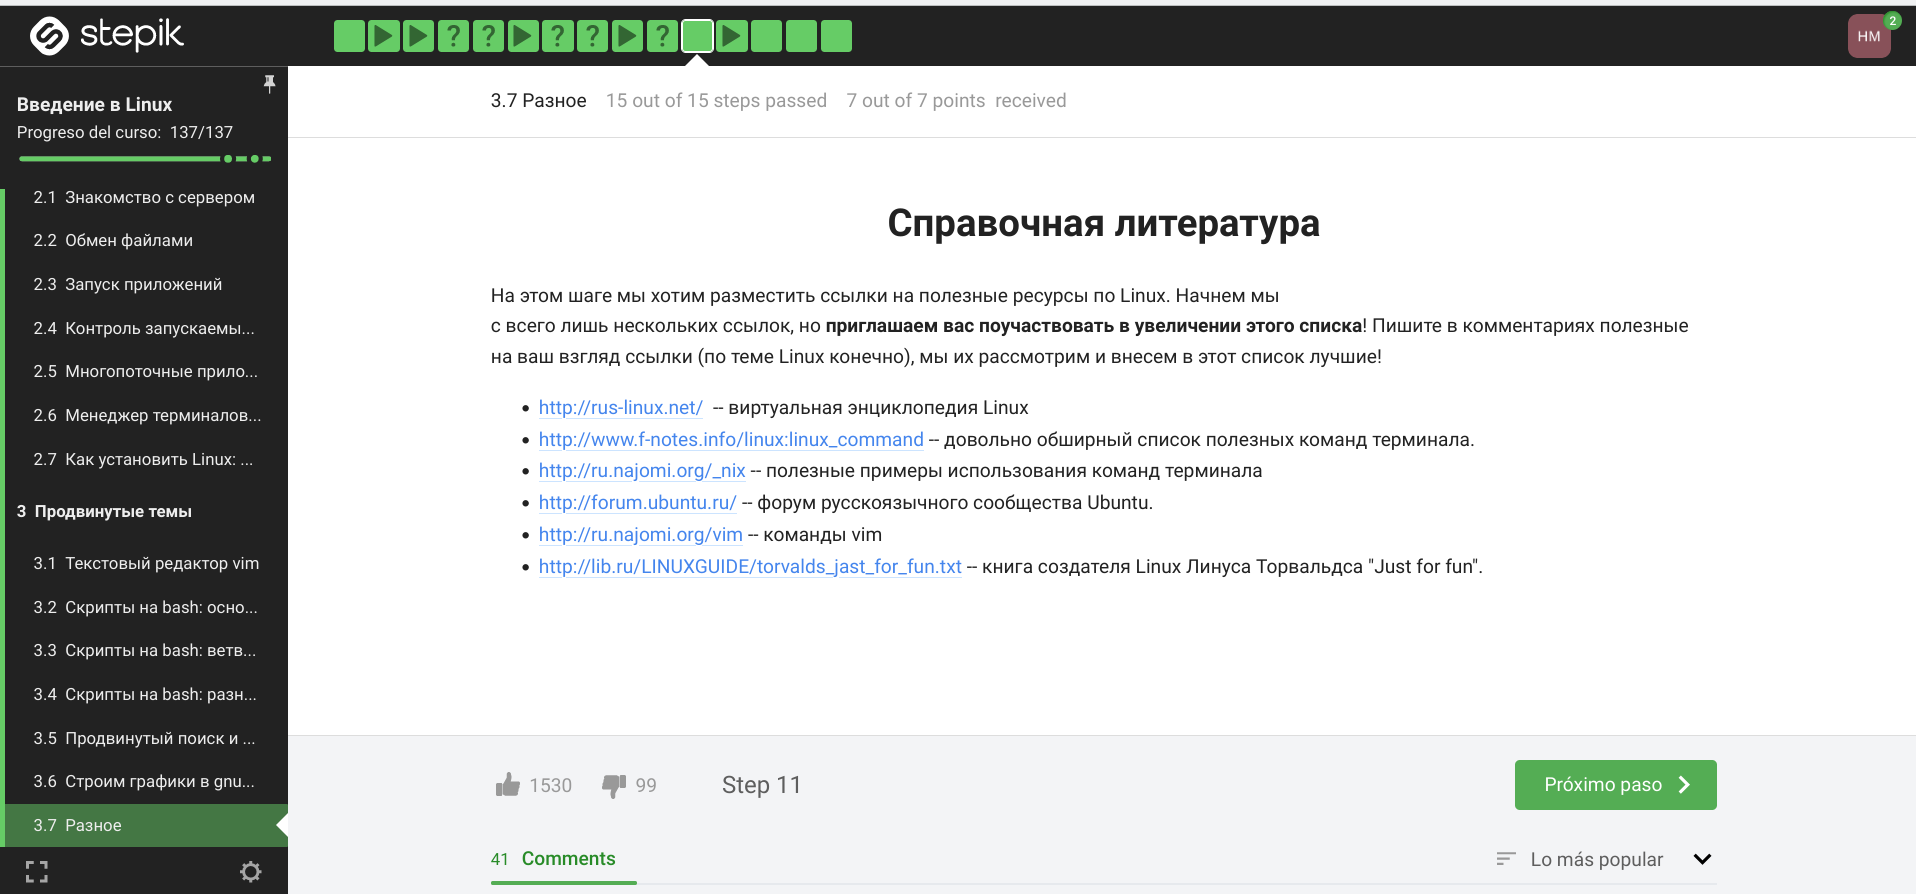 stepik
? ? ? ? ?
HM
2
Введение в Linux
Progreso del curso: 137/137
2.1 Знакомство с сервером
2.2 Обмен файлами
2.3 Запуск приложений
2.4 Контроль запускаемы...
2.5 Многопоточные прило...
2.6 Менеджер терминалов...
2.7 Как установить Linux: ...
3 Продвинутые темы
3.1 Текстовый редактор vim
3.2 Скрипты на bash: осно...
3.3 Скрипты на bash: ветв...
3.4 Скрипты на bash: разн...
3.5 Продвинутый поиск и ...
3.6 Строим графики в gnu...
3.7 Разное
3.7 Разное 15 out of 15 steps passed 7 out of 7 points received
Справочная литература
На этом шаге мы хотим разместить ссылки на полезные ресурсы по Linux. Начнем мы
с всего лишь нескольких ссылок, но приглашаем вас поучаствовать в увеличении этого списка! Пишите в комментариях полезные
на ваш взгляд ссылки (по теме Linux конечно), мы их рассмотрим и внесем в этот список лучшие!
• http://rus-linux.net/ -- виртуальная энциклопедия Linux
• http://www.f-notes.info/linux:linux_command -- довольно обширный список полезных команд терминала.
• http://ru.najomi.org/_nix -- полезные примеры использования команд терминала
• http://forum.ubuntu.ru/ -- форум русскоязычного сообщества Ubuntu.
• http://ru.najomi.org/vim -- команды vim
• http://lib.ru/LINUXGUIDE/torvalds_jast_for_fun.txt -- книга создателя Linux Линуса Торвальдса "Just for fun".
1530 99 Step 11
Próximo paso
41 Comments
Lo más popular